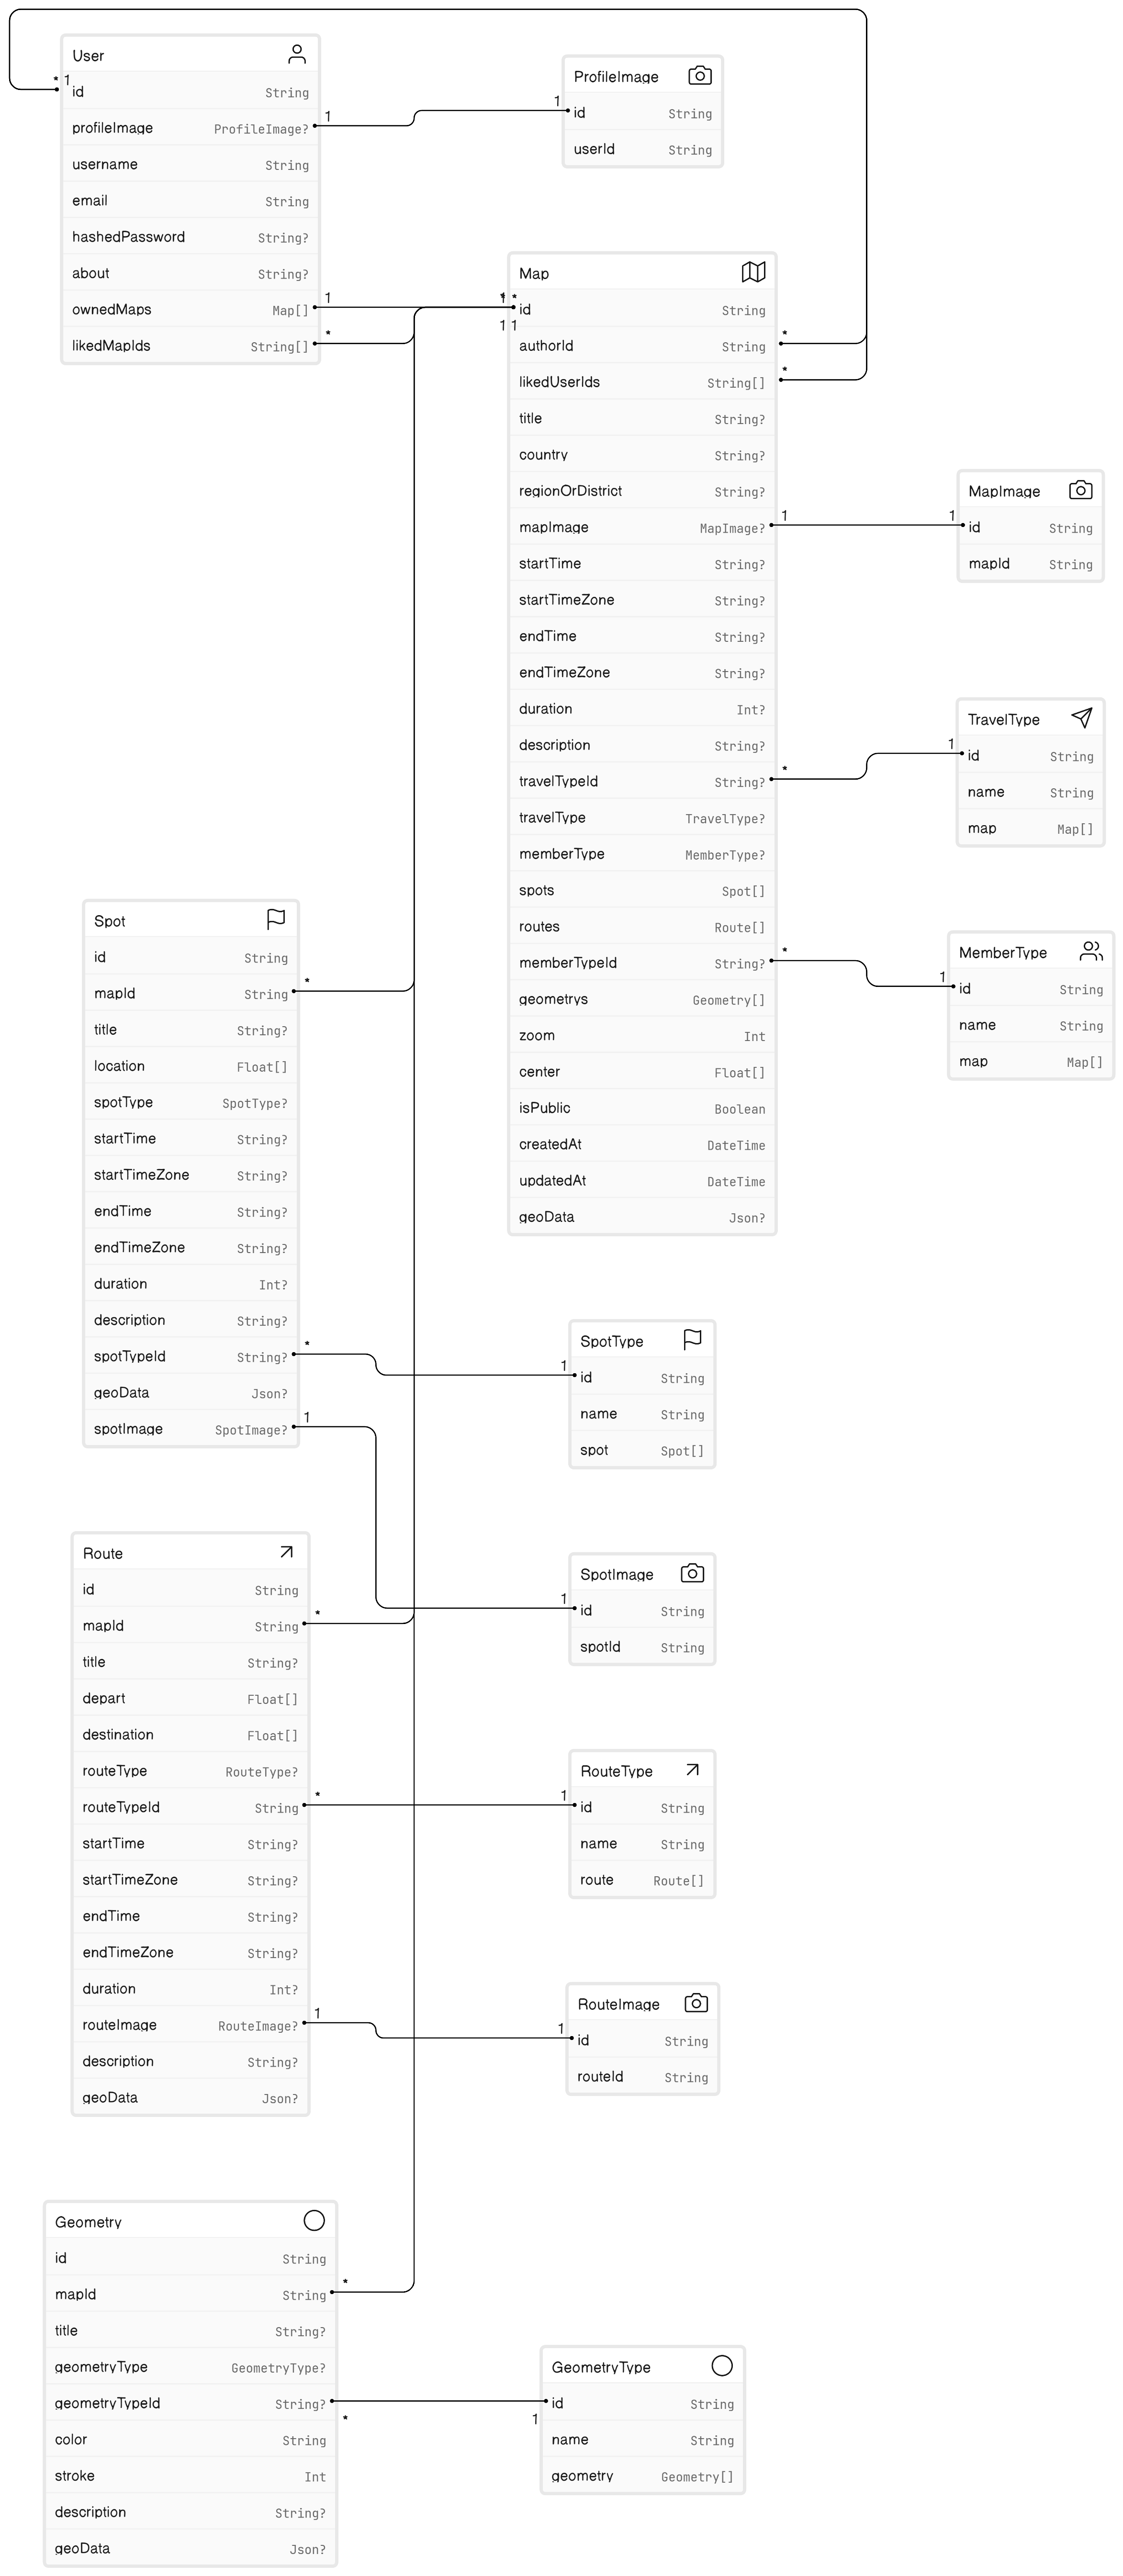 User
* 1
id String
profileImage ProfileImage? 1
username String
email String
hashedPassword String?
about String?
ownedMaps Map[] 1
likedMapIds String[] *
ProfileImage
1 id String
userId String
Map
1 *
id String
1 1
authorId String *
likedUserIds String[] *
title String?
country String?
regionOrDistrict String?
mapImage MapImage? 1
startTime String?
startTimeZone String?
endTime String?
endTimeZone String?
duration Int?
description String?
travelTypeId String? *
travelType TravelType?
memberType MemberType?
spots Spot[]
routes Route[]
memberTypeId String? *
geometrys Geometry[]
zoom Int
center Float[]
isPublic Boolean
createdAt DateTime
updatedAt DateTime
geoData Json?
MapImage
1 id String
mapId String
TravelType
1 id String
name String
map Map[]
MemberType
1 id String
name String
map Map[]
Spot
id String
mapId String *
title String?
location Float[]
spotType SpotType?
startTime String?
startTimeZone String?
endTime String?
endTimeZone String?
duration Int?
description String?
spotTypeId String? *
geoData Json?
spotImage SpotImage? 1
SpotType
1 id String
name String
spot Spot[]
SpotImage
1 id String
spotId String
Route
id String
mapId String *
title String?
depart Float[]
destination Float[]
routeType RouteType?
routeTypeId String *
startTime String?
startTimeZone String?
endTime String?
endTimeZone String?
duration Int?
routeImage RouteImage? 1
description String?
geoData Json?
RouteType
1 id String
name String
route Route[]
RouteImage
1 id String
routeId String
Geometry
id String
mapId String *
title String?
geometryType GeometryType?
geometryTypeId String? *
color String
stroke Int
description String?
geoData Json?
GeometryType
id String
1
name String
geometry Geometry[]